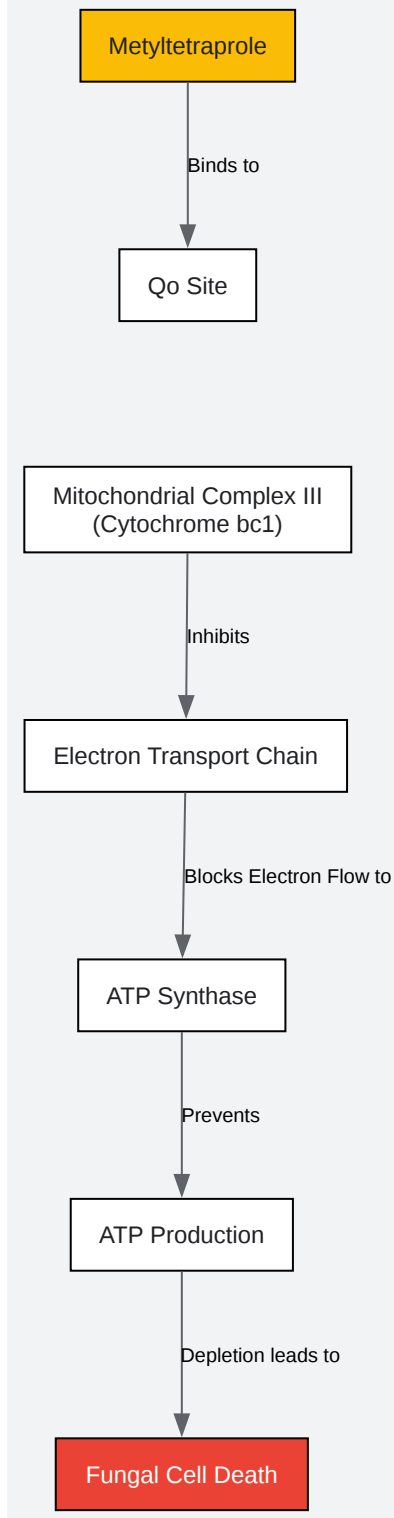 Metyltetraprole
Binds to
Qo Site
Mitochondrial Complex III
(Cytochrome bc1)
Inhibits
Electron Transport Chain
Blocks Electron Flow to
ATP Synthase
Prevents
ATP Production
Depletion leads to
Fungal Cell Death